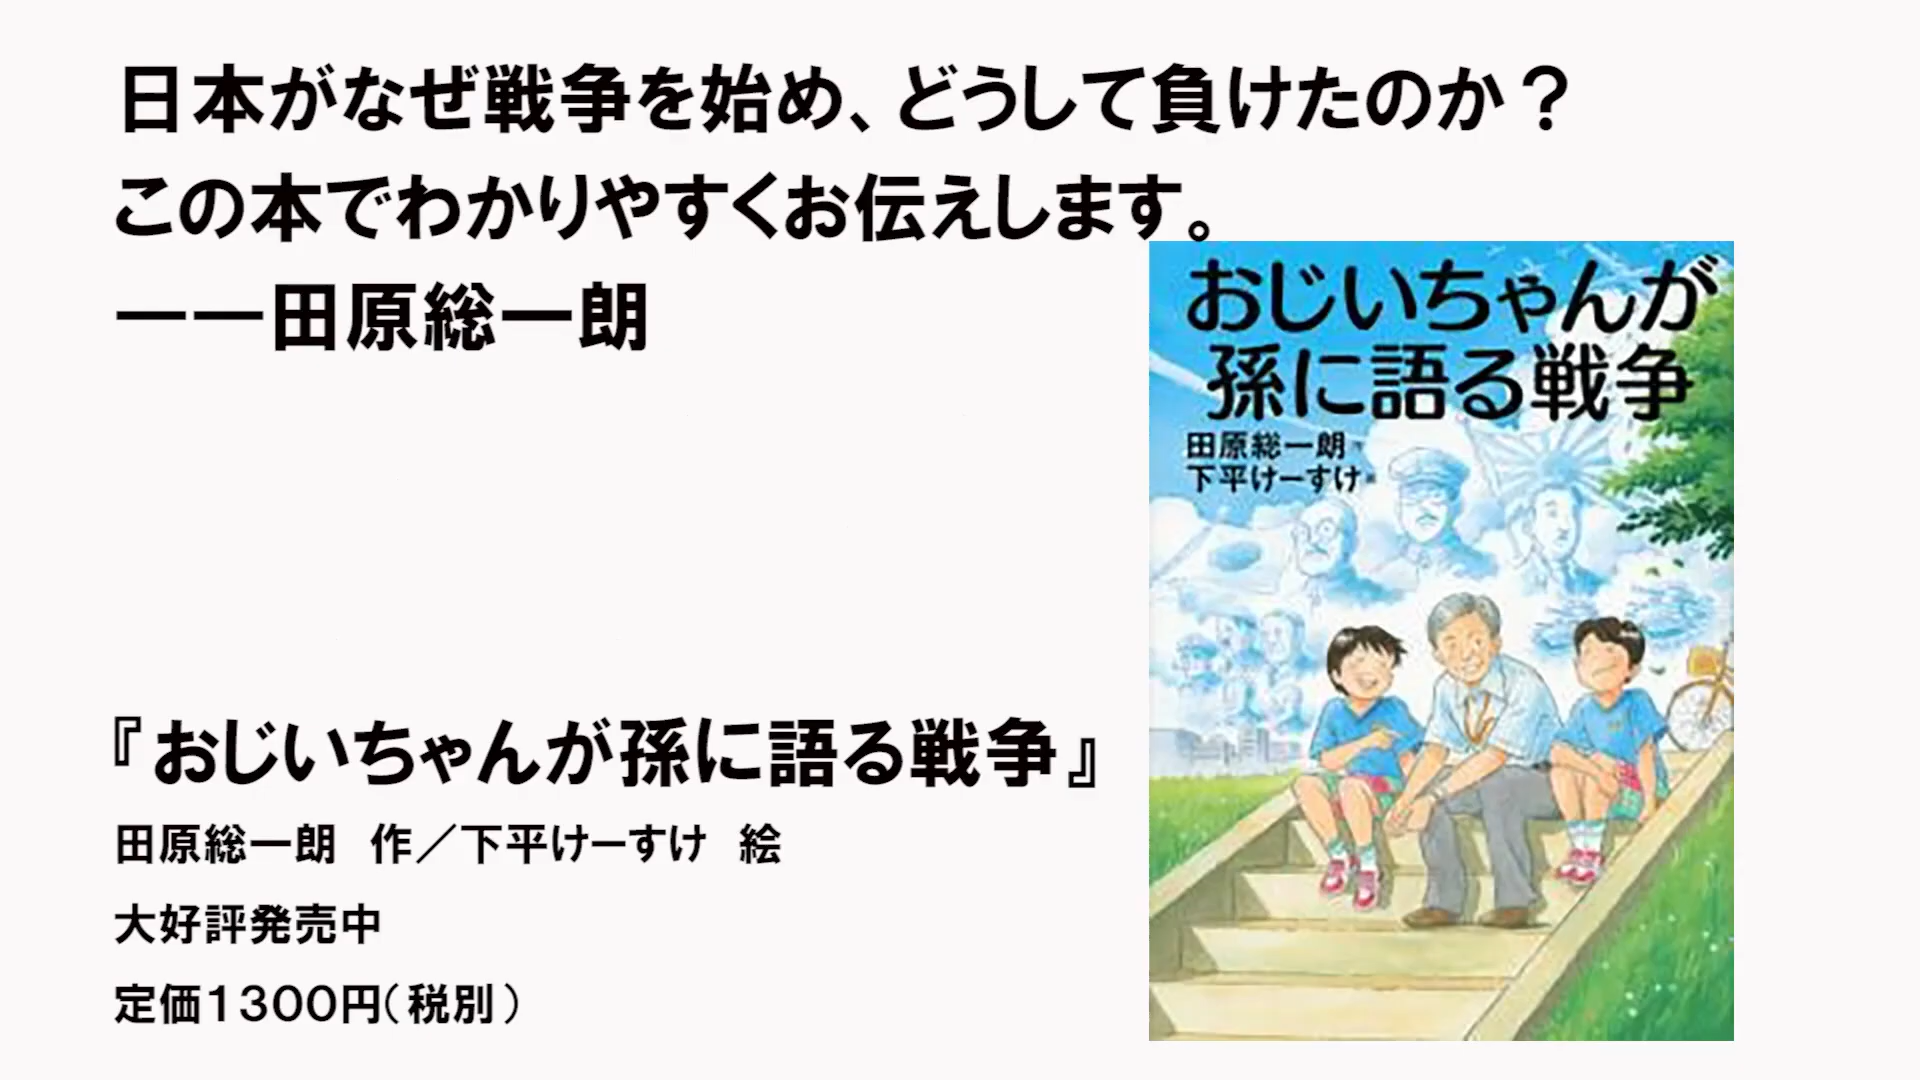 日本がなぜ戦争を始め、どうして負けたのか？
この本でわかりやすくお伝えします。
――田原総一朗
おじいちゃんが
孫に語る戦争
田原総一朗
下平けーすけ
『おじいちゃんが孫に語る戦争』
田原総一朗　作／下平けーすけ　絵
大好評発売中
定価1300円（税別）